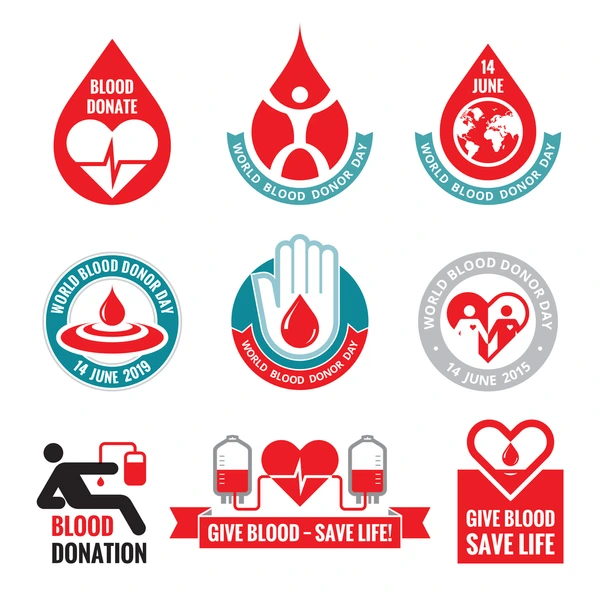 BLOOD
DONATE
WORLD BLOOD DONOR DAY
14
JUNE
WORLD BLOOD DONOR DAY
WORLD BLOOD DONOR DAY
14 JUNE 2019
WORLD BLOOD DONOR DAY
WORLD BLOOD DONOR DAY
14 JUNE 2015
BLOOD
DONATION
GIVE BLOOD - SAVE LIFE!
GIVE BLOOD
SAVE LIFE